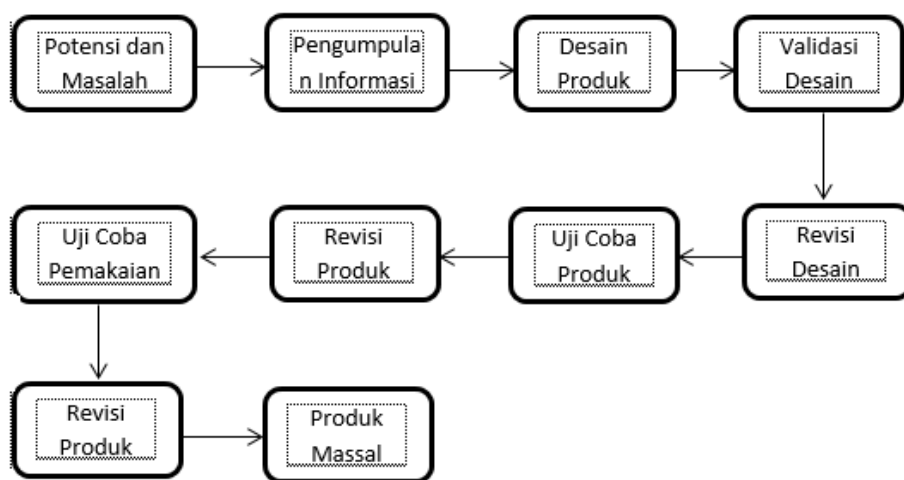 Potensi dan
Masalah
Pengumpula
n Informasi
Desain
Produk
Validasi
Desain
Revisi
Desain
Uji Coba
Produk
Revisi
Produk
Uji Coba
Pemakaian
Revisi
Produk
Produk
Massal